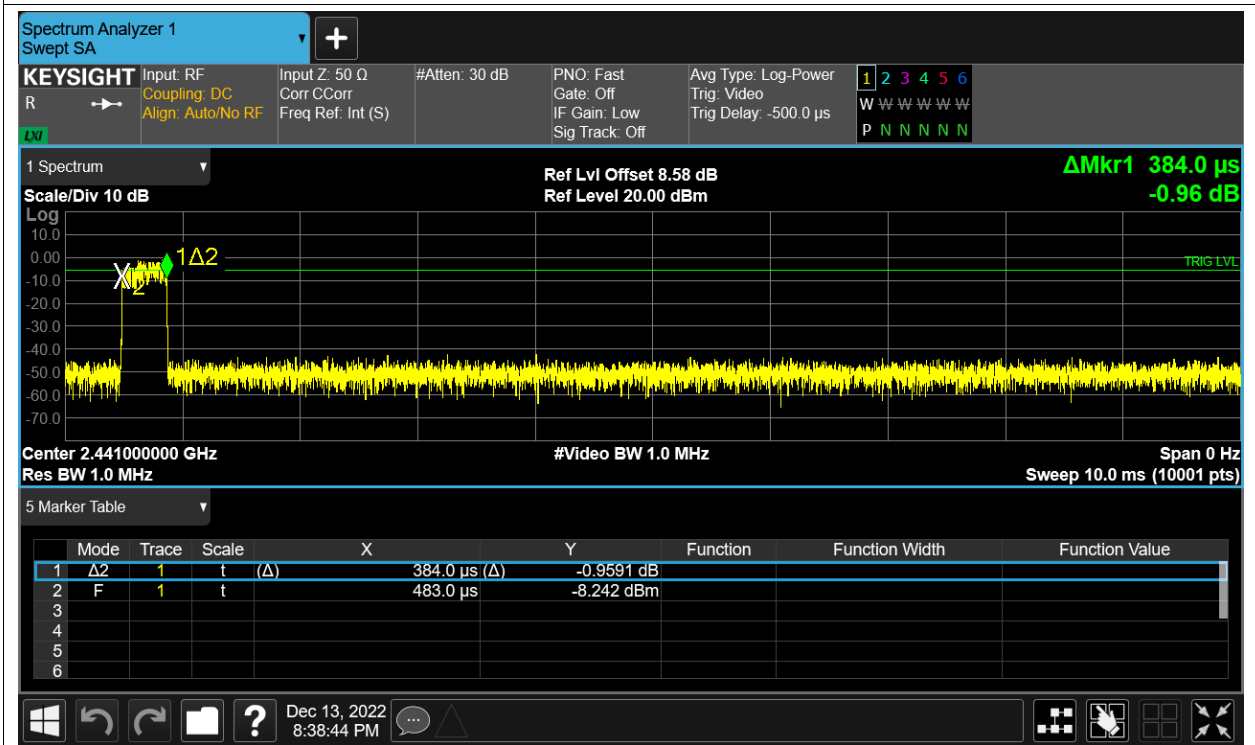 Spectrum Analyzer 1
Swept SA
+
KEYSIGHT Input: RF Input Z: 50 Ω #Atten: 30 dB PNO: Fast Avg Type: Log-Power 1 2 3 4 5 6
R Coupling: DC Corr CCorr Gate: Off Trig: Video W W W W W W
Align: Auto/No RF Freq Ref: Int (S) IF Gain: Low Trig Delay: -500.0 µs
LXI Sig Track: Off P N N N N N
1 Spectrum Ref Lvl Offset 8.58 dB ΔMkr1 384.0 µs
Scale/Div 10 dB Ref Level 20.00 dBm -0.96 dB
Log
10.0
0.00 1Δ2 TRIG LVL
-10.0 X 2
-20.0
-30.0
-40.0
-50.0
-60.0
-70.0
Center 2.441000000 GHz #Video BW 1.0 MHz Span 0 Hz
Res BW 1.0 MHz Sweep 10.0 ms (10001 pts)
5 Marker Table
Mode Trace Scale X Y Function Function Width Function Value
1 Δ2 1 t (Δ) 384.0 µs (Δ) -0.9591 dB
2 F 1 t 483.0 µs -8.242 dBm
3
4
5
6
? Dec 13, 2022
8:38:44 PM